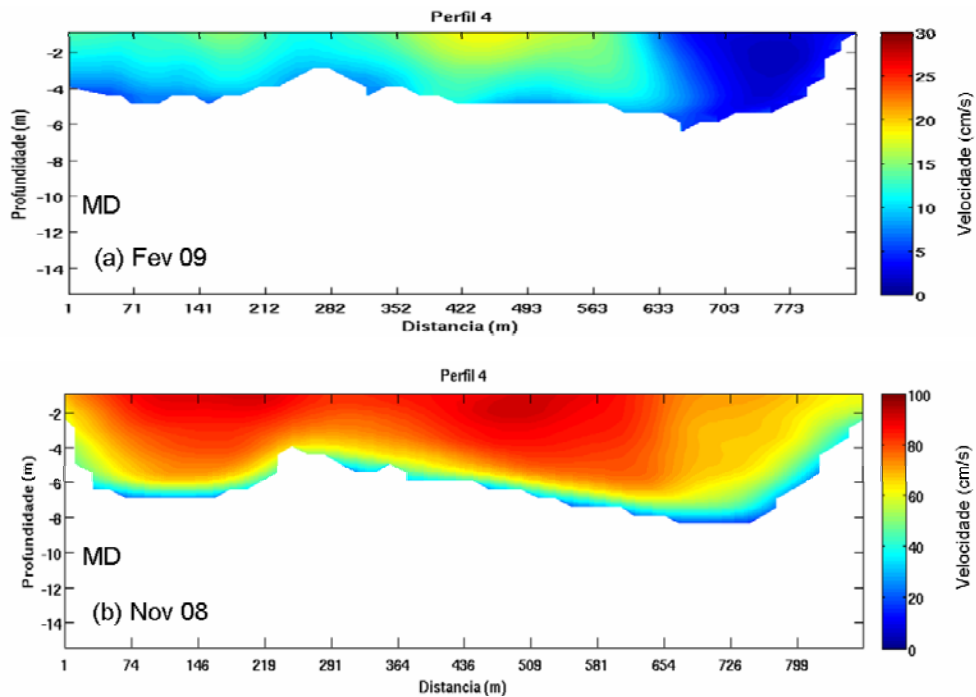 Perfil 4
-2
-4
-6
-8
-10
-12
-14
Profundidade (m)
MD
(a) Fev 09
1 71 141 212 282 352 422 493 563 633 703 773
Distancia (m)
30
25
20
15
10
5
0
Velocidade (cm/s)
Perfil 4
-2
-4
-6
-8
-10
-12
-14
Profundidade (m)
MD
(b) Nov 08
1 74 146 219 291 364 436 509 581 654 726 799
Distancia (m)
100
80
60
40
20
0
Velocidade (cm/s)